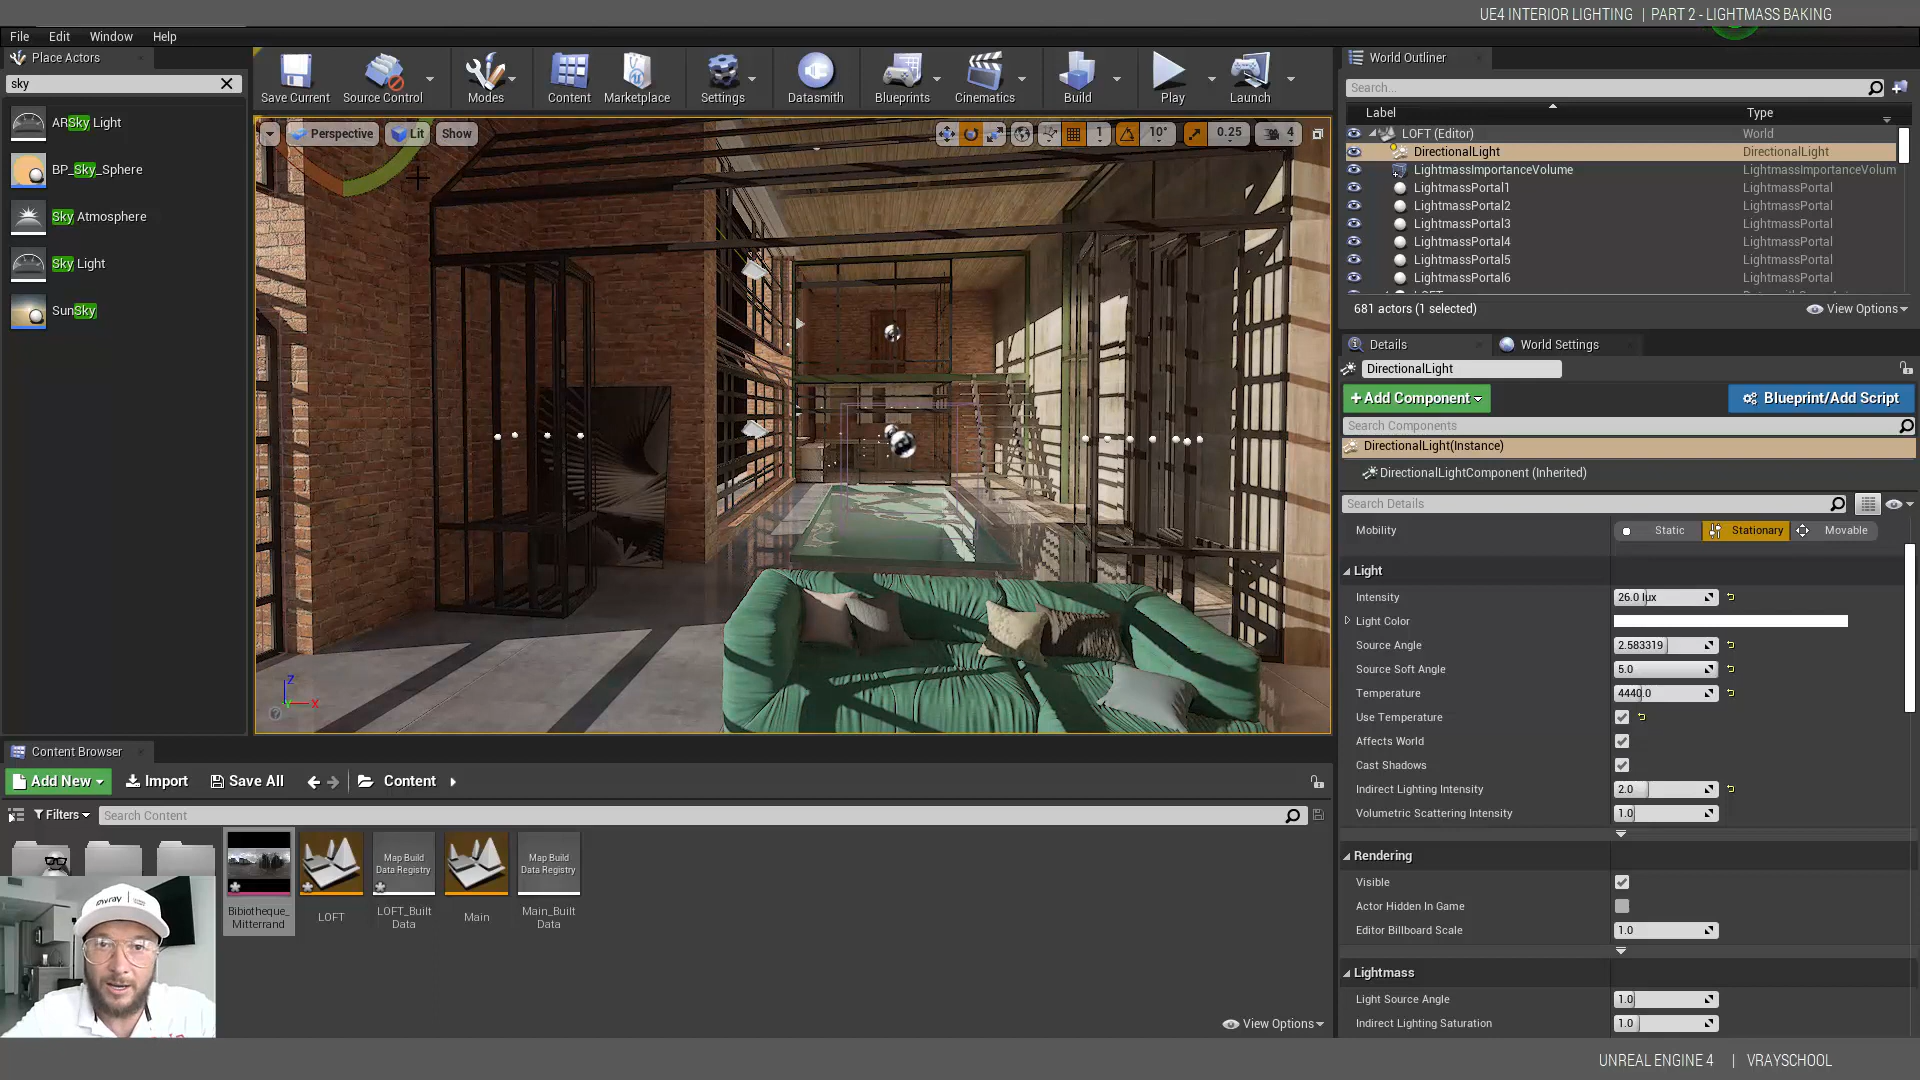 UE4 INTERIOR LIGHTING | PART 2 - LIGHTMASS BAKING
File Edit Window Help
Place Actors
sky
ARSky Light
BP_Sky_Sphere
Sky Atmosphere
Sky Light
SunSky
Save Current Source Control Modes Content Marketplace Settings Datasmith Blueprints Cinematics Build Play Launch
Perspective Lit Show 1 10° 0.25 4
Z
X
World Outliner
Search...
Label Type
LOFT (Editor) World
DirectionalLight DirectionalLight
LightmassImportanceVolume LightmassImportanceVolum
LightmassPortal1 LightmassPortal
LightmassPortal2 LightmassPortal
LightmassPortal3 LightmassPortal
LightmassPortal4 LightmassPortal
LightmassPortal5 LightmassPortal
LightmassPortal6 LightmassPortal
681 actors (1 selected) View Options
Details World Settings
DirectionalLight
+Add Component Blueprint/Add Script
Search Components
DirectionalLight(Instance)
DirectionalLightComponent (Inherited)
Search Details
Mobility Static Stationary Movable
Light
Intensity 26.0 lux
Light Color
Source Angle 2.583319
Source Soft Angle 5.0
Temperature 4440.0
Use Temperature
Affects World
Cast Shadows
Indirect Lighting Intensity 2.0
Volumetric Scattering Intensity 1.0
Rendering
Visible
Actor Hidden In Game
Editor Billboard Scale 1.0
Lightmass
Light Source Angle 1.0
Indirect Lighting Saturation 1.0
Content Browser
Add New Import Save All Content
Filters Search Content
Map Build
Data Registry
Map Build
Data Registry
Bibiotheque_
Mitterrand
LOFT
LOFT_Built
Data
Main
Main_Built
Data
View Options
UNREAL ENGINE 4 | VRAYSCHOOL